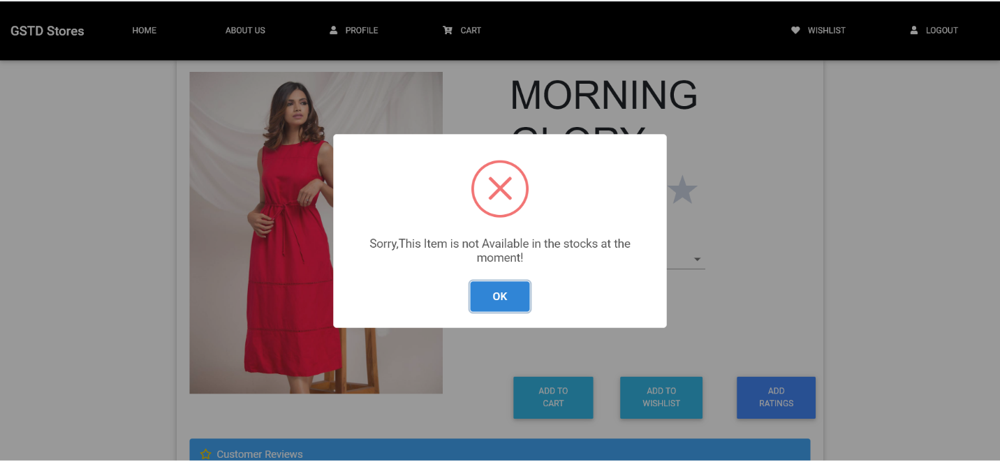 GSTD Stores HOME ABOUT US PROFILE CART WISHLIST LOGOUT
MORNING
GLORY
Sorry,This Item is not Available in the stocks at the
moment!
OK
ADD TO
CART
ADD TO
WISHLIST
ADD
RATINGS
Customer Reviews